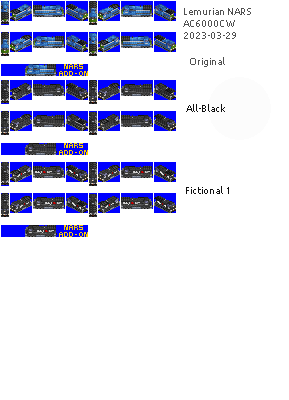 Lemurian NARS
AC6000CW
2023-03-29
Original
NARS
ADD-ON
All-Black
NARS
ADD-ON
Fictional 1
NARS
ADD-ON